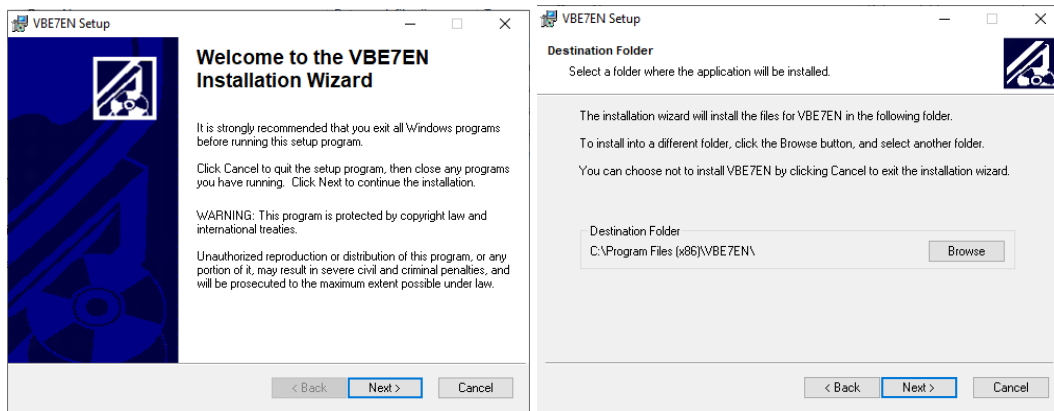 VBE7EN Setup
Welcome to the VBE7EN
Installation Wizard
It is strongly recommended that you exit all Windows programs
before running this setup program.
Click Cancel to quit the setup program, then close any programs
you have running. Click Next to continue the installation.
WARNING: This program is protected by copyright law and
international treaties.
Unauthorized reproduction or distribution of this program, or any
portion of it, may result in severe civil and criminal penalties, and
will be prosecuted to the maximum extent possible under law.
< Back
Next >
Cancel
VBE7EN Setup
Destination Folder
Select a folder where the application will be installed.
The installation wizard will install the files for VBE7EN in the following folder.
To install into a different folder, click the Browse button, and select another folder.
You can choose not to install VBE7EN by clicking Cancel to exit the installation wizard.
Destination Folder
C:\Program Files (x86)\VBE7EN\
Browse
< Back
Next >
Cancel